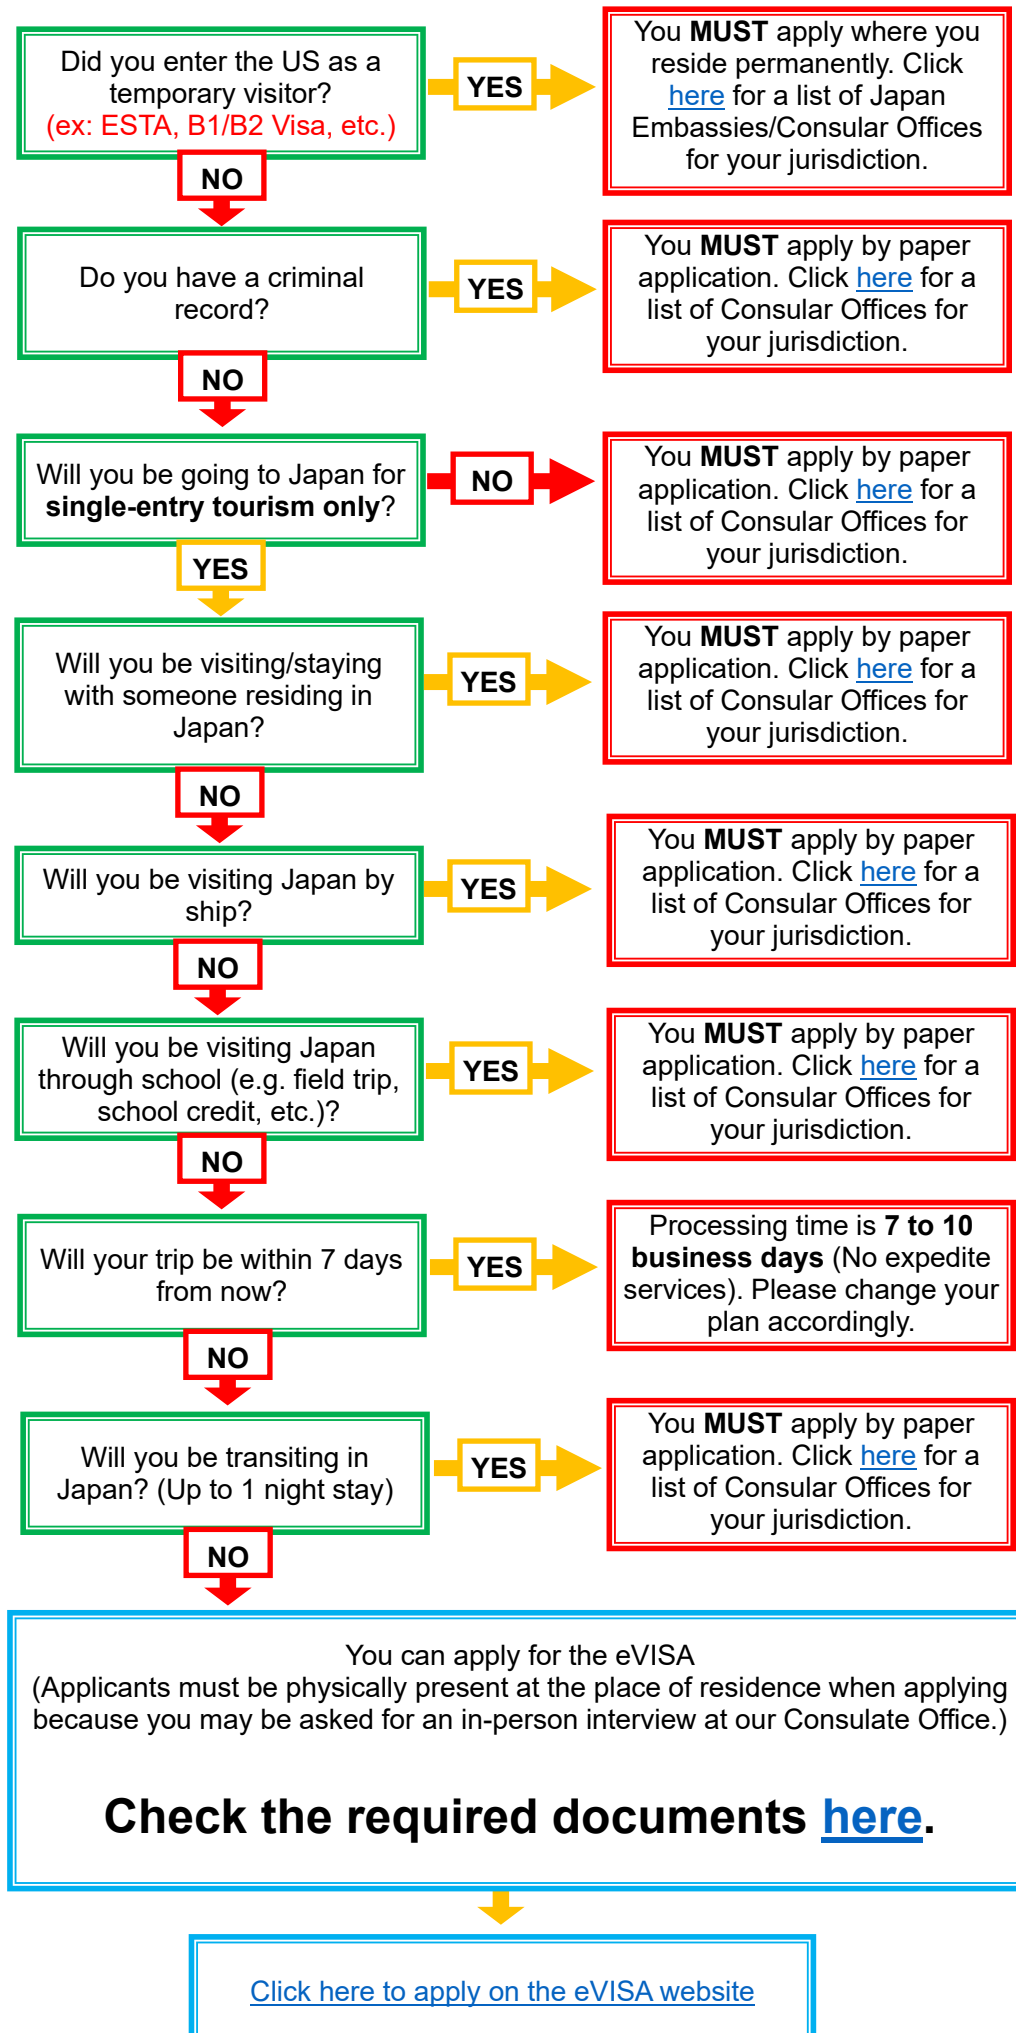 Did you enter the US as a
temporary visitor?
(ex: ESTA, B1/B2 Visa, etc.)
YES
You MUST apply where you
reside permanently. Click
here for a list of Japan
Embassies/Consular Offices
for your jurisdiction.
NO
Do you have a criminal
record?
YES
You MUST apply by paper
application. Click here for a
list of Consular Offices for
your jurisdiction.
NO
Will you be going to Japan for
single-entry tourism only?
NO
You MUST apply by paper
application. Click here for a
list of Consular Offices for
your jurisdiction.
YES
Will you be visiting/staying
with someone residing in
Japan?
YES
You MUST apply by paper
application. Click here for a
list of Consular Offices for
your jurisdiction.
NO
Will you be visiting Japan by
ship?
YES
You MUST apply by paper
application. Click here for a
list of Consular Offices for
your jurisdiction.
NO
Will you be visiting Japan
through school (e.g. field trip,
school credit, etc.)?
YES
You MUST apply by paper
application. Click here for a
list of Consular Offices for
your jurisdiction.
NO
Will your trip be within 7 days
from now?
YES
Processing time is 7 to 10
business days (No expedite
services). Please change your
plan accordingly.
NO
Will you be transiting in
Japan? (Up to 1 night stay)
YES
You MUST apply by paper
application. Click here for a
list of Consular Offices for
your jurisdiction.
NO
You can apply for the eVISA
(Applicants must be physically present at the place of residence when applying
because you may be asked for an in-person interview at our Consulate Office.)
Check the required documents here.
Click here to apply on the eVISA website